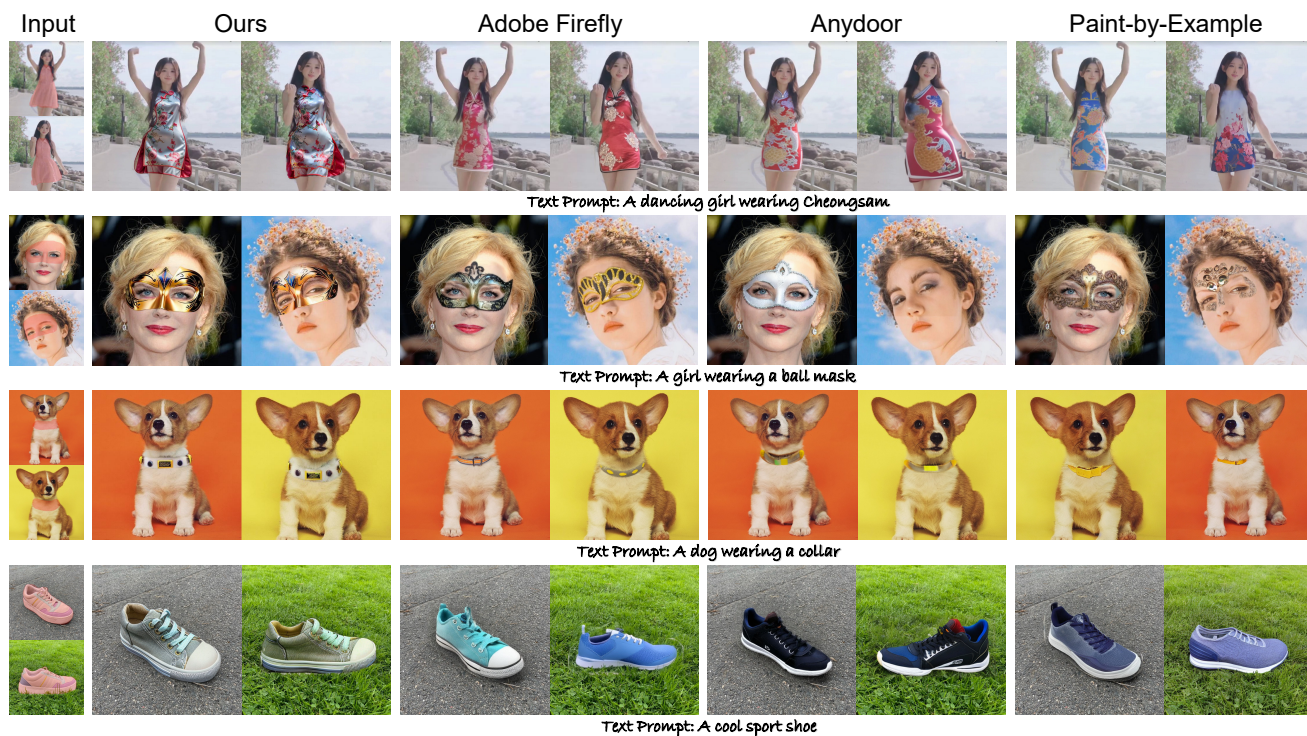 Input Ours Adobe Firefly Anydoor Paint-by-Example
Text Prompt: A dancing girl wearing Cheongsam
Text Prompt: A girl wearing a ball mask
Text Prompt: A dog wearing a collar
Text Prompt: A cool sport shoe